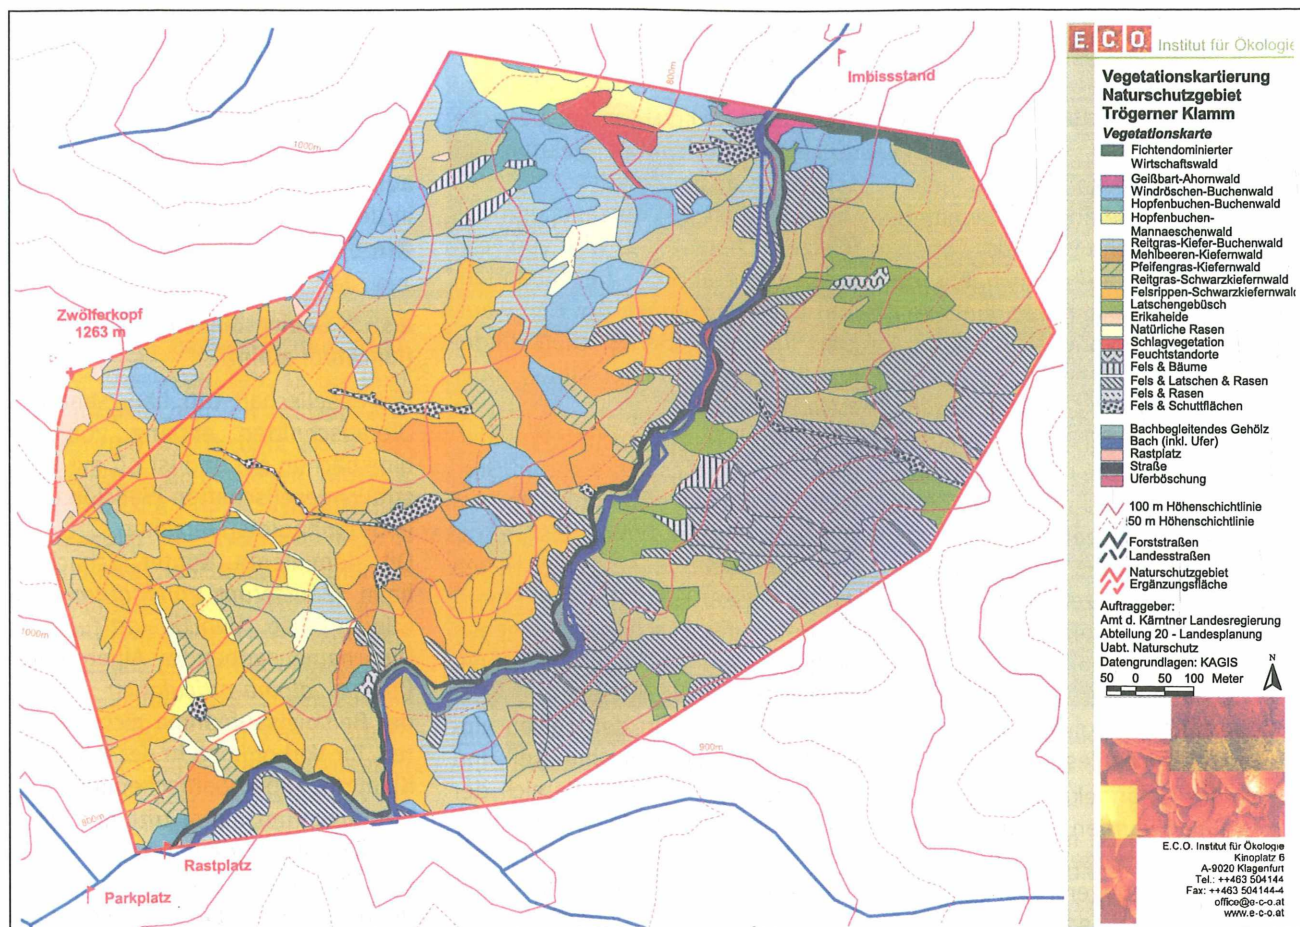 E.C.O. Institut für Ökologie
Vegetationskartierung
Naturschutzgebiet
Trögerner Klamm
Vegetationskarte
Fichtendominierter
Wirtschaftswald
Geißbart-Ahornwald
Windröschen-Buchenwald
Hopfenbuchen-Buchenwald
Hopfenbuchen-
Mannaeschenwald
Reitgras-Kiefer-Buchenwald
Mehlbeeren-Kiefernwald
Pfeifengras-Kiefernwald
Reitgras-Schwarzkiefernwald
Felsrippen-Schwarzkiefernwald
Latschengebüsch
Erikaheide
Natürliche Rasen
Schlagvegetation
Feuchtstandorte
Fels & Bäume
Fels & Latschen & Rasen
Fels & Rasen
Fels & Schuttflächen
Bachbegleitendes Gehölz
Bach (inkl. Ufer)
Rastplatz
Straße
Uferböschung
100 m Höhenschichtlinie
50 m Höhenschichtlinie
Forststraßen
Landesstraßen
Naturschutzgebiet
Ergänzungsfläche
Auftraggeber:
Amt d. Kärntner Landesregierung
Abteilung 20 - Landesplanung
Uabt. Naturschutz
Datengrundlagen: KAGIS
N
50 0 50 100 Meter
E.C.O. Institut für Ökologie
Kinoplatz 6
A-9020 Klagenfurt
Tel.: ++463 504144
Fax: ++463 504144-4
office@e-c-o.at
www.e-c-o.at
Imbissstand
800m
1000m
Zwölferkopf
1263 m
1000m
900m
800m
Rastplatz
Parkplatz